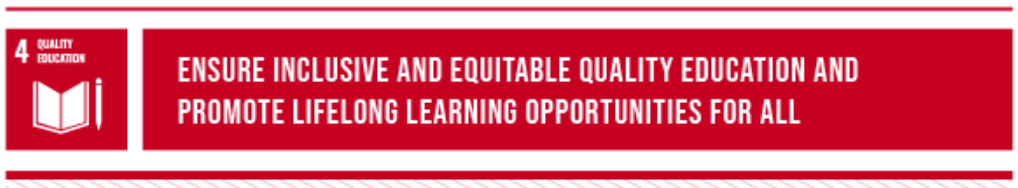 4 QUALITY
EDUCATION
ENSURE INCLUSIVE AND EQUITABLE QUALITY EDUCATION AND
PROMOTE LIFELONG LEARNING OPPORTUNITIES FOR ALL